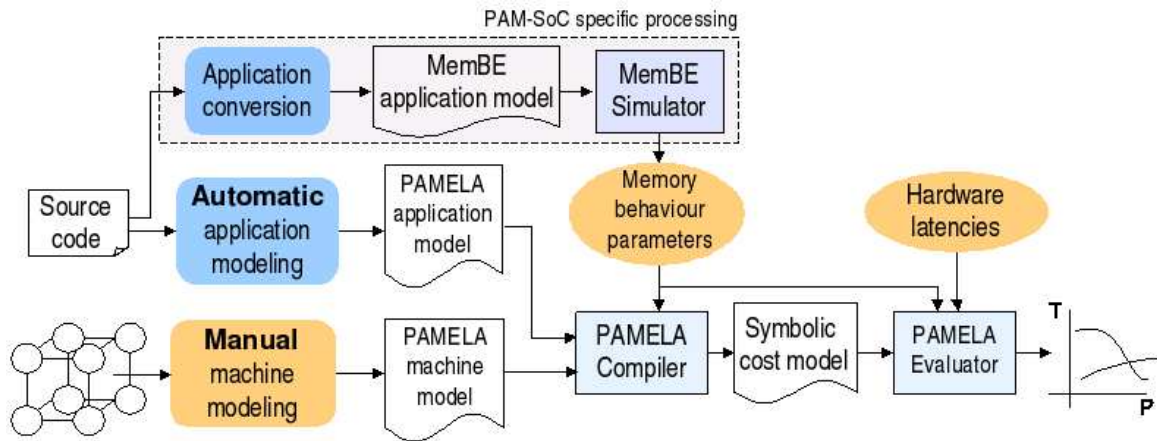 PAM-SoC specific processing
Application
conversion
MemBE
application model
MemBE
Simulator
Source
code
Automatic
application
modeling
PAMELA
application
model
Memory
behaviour
parameters
Hardware
latencies
Manual
machine
modeling
PAMELA
machine
model
PAMELA
Compiler
Symbolic
cost model
PAMELA
Evaluator
T
P